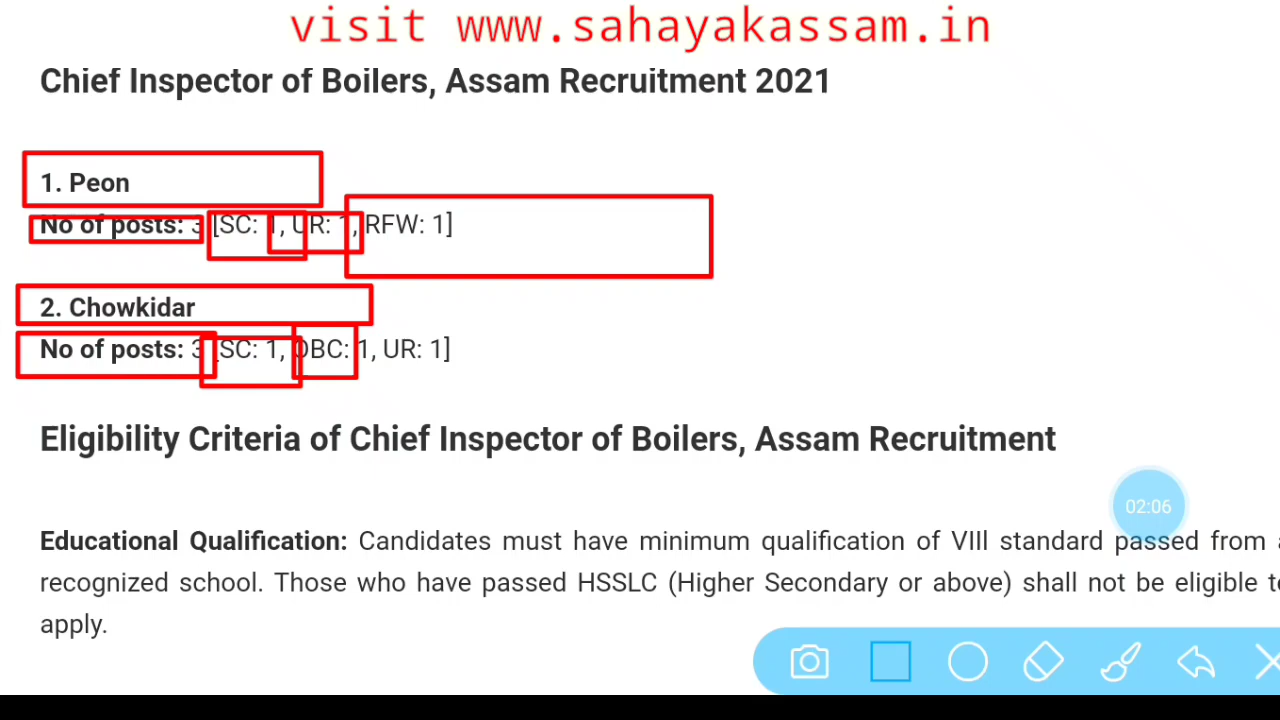 visit www.sahayakassam.in
Chief Inspector of Boilers, Assam Recruitment 2021
1. Peon
No of posts: 3 [SC: 1, UR: 1, RFW: 1]
2. Chowkidar
No of posts: 3 [SC: 1, OBC: 1, UR: 1]
Eligibility Criteria of Chief Inspector of Boilers, Assam Recruitment
02:06
Educational Qualification: Candidates must have minimum qualification of VIII standard passed from a
recognized school. Those who have passed HSSLC (Higher Secondary or above) shall not be eligible to
apply.